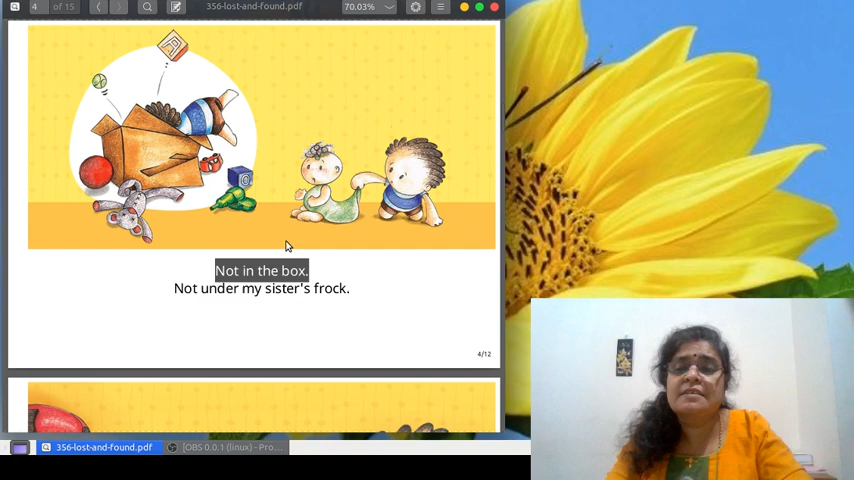 4 of 15
356-lost-and-found.pdf
70.03%
Not in the box.
Not under my sister's frock.
4/12
356-lost-and-found.pdf
[OBS 0.0.1 (linux) - Pro...